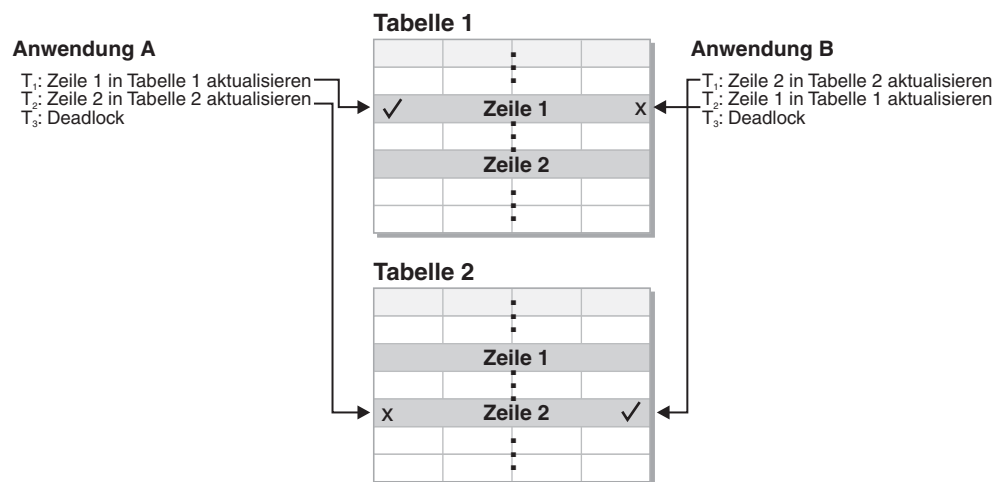 Tabelle 1
Anwendung A
T₁: Zeile 1 in Tabelle 1 aktualisieren
T₂: Zeile 2 in Tabelle 2 aktualisieren
T₃: Deadlock
Anwendung B
T₁: Zeile 2 in Tabelle 2 aktualisieren
T₂: Zeile 1 in Tabelle 1 aktualisieren
T₃: Deadlock
✓ Zeile 1 x
Zeile 2
Tabelle 2
Zeile 1
x Zeile 2 ✓